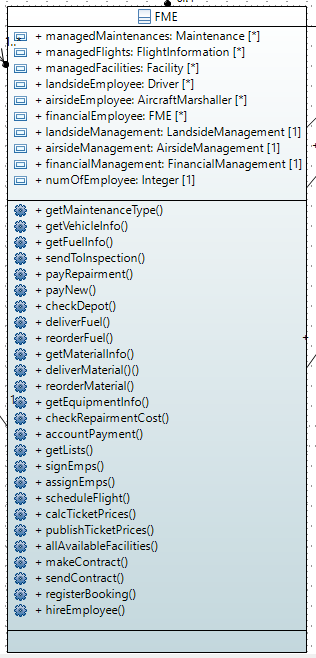 FME
+ managedMaintenances: Maintenance [*]
+ managedFlights: FlightInformation [*]
+ managedFacilities: Facility [*]
+ landsideEmployee: Driver [*]
+ airsideEmployee: AircraftMarshaller [*]
+ financialEmployee: FME [*]
+ landsideManagement: LandsideManagement [1]
+ airsideManagement: AirsideManagement [1]
+ financialManagement: FinancialManagement [1]
+ numOfEmployee: Integer [1]
+ getMaintenanceType()
+ getVehicleInfo()
+ getFuelInfo()
+ sendToInspection()
+ payRepairment()
+ payNew()
+ checkDepot()
+ deliverFuel()
+ reorderFuel()
+ getMaterialInfo()
+ deliverMaterial()()
+ reorderMaterial()
+ getEquipmentInfo()
+ checkRepairmentCost()
+ accountPayment()
+ getLists()
+ signEmps()
+ assignEmps()
+ scheduleFlight()
+ calcTicketPrices()
+ publishTicketPrices()
+ allAvailableFacilities()
+ makeContract()
+ sendContract()
+ registerBooking()
+ hireEmployee()